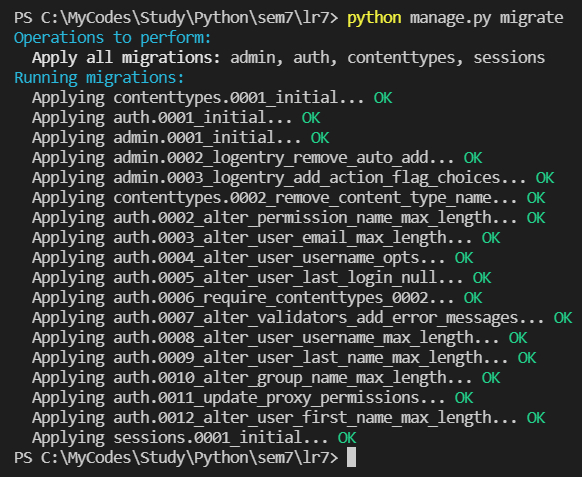 PS C:\MyCodes\Study\Python\sem7\lr7> python manage.py migrate
Operations to perform:
  Apply all migrations: admin, auth, contenttypes, sessions
Running migrations:
  Applying contenttypes.0001_initial... OK
  Applying auth.0001_initial... OK
  Applying admin.0001_initial... OK
  Applying admin.0002_logentry_remove_auto_add... OK
  Applying admin.0003_logentry_add_action_flag_choices... OK
  Applying contenttypes.0002_remove_content_type_name... OK
  Applying auth.0002_alter_permission_name_max_length... OK
  Applying auth.0003_alter_user_email_max_length... OK
  Applying auth.0004_alter_user_username_opts... OK
  Applying auth.0005_alter_user_last_login_null... OK
  Applying auth.0006_require_contenttypes_0002... OK
  Applying auth.0007_alter_validators_add_error_messages... OK
  Applying auth.0008_alter_user_username_max_length... OK
  Applying auth.0009_alter_user_last_name_max_length... OK
  Applying auth.0010_alter_group_name_max_length... OK
  Applying auth.0011_update_proxy_permissions... OK
  Applying auth.0012_alter_user_first_name_max_length... OK
  Applying sessions.0001_initial... OK
PS C:\MyCodes\Study\Python\sem7\lr7>